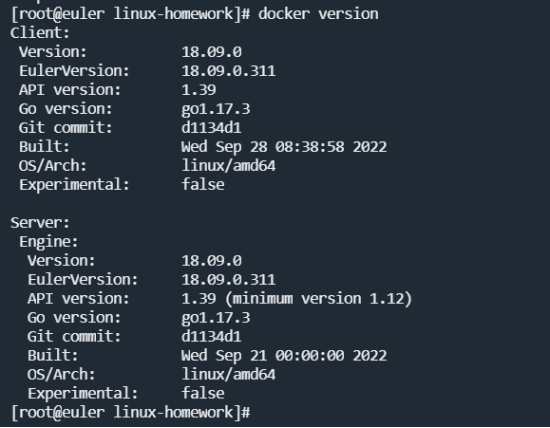 [root@euler linux-homework]# docker version
Client:
Version: 18.09.0
EulerVersion: 18.09.0.311
API version: 1.39
Go version: go1.17.3
Git commit: d1134d1
Built: Wed Sep 28 08:38:58 2022
OS/Arch: linux/amd64
Experimental: false
Server:
Engine:
Version: 18.09.0
EulerVersion: 18.09.0.311
API version: 1.39 (minimum version 1.12)
Go version: go1.17.3
Git commit: d1134d1
Built: Wed Sep 21 00:00:00 2022
OS/Arch: linux/amd64
Experimental: false
[root@euler linux-homework]#